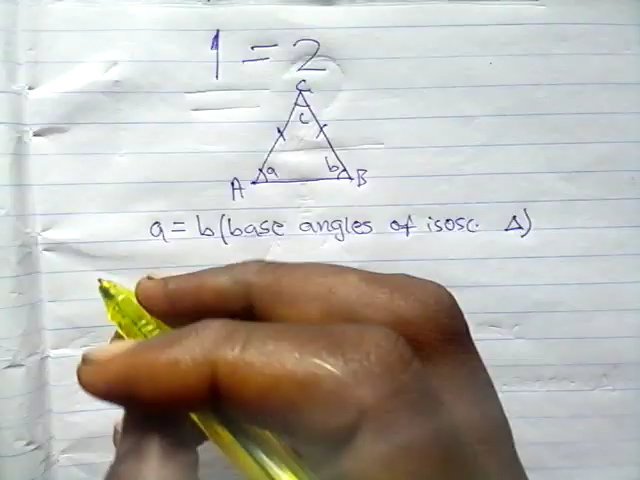 1 = 2
C
c
a b
A B
a = b (base angles of isosc. Δ)